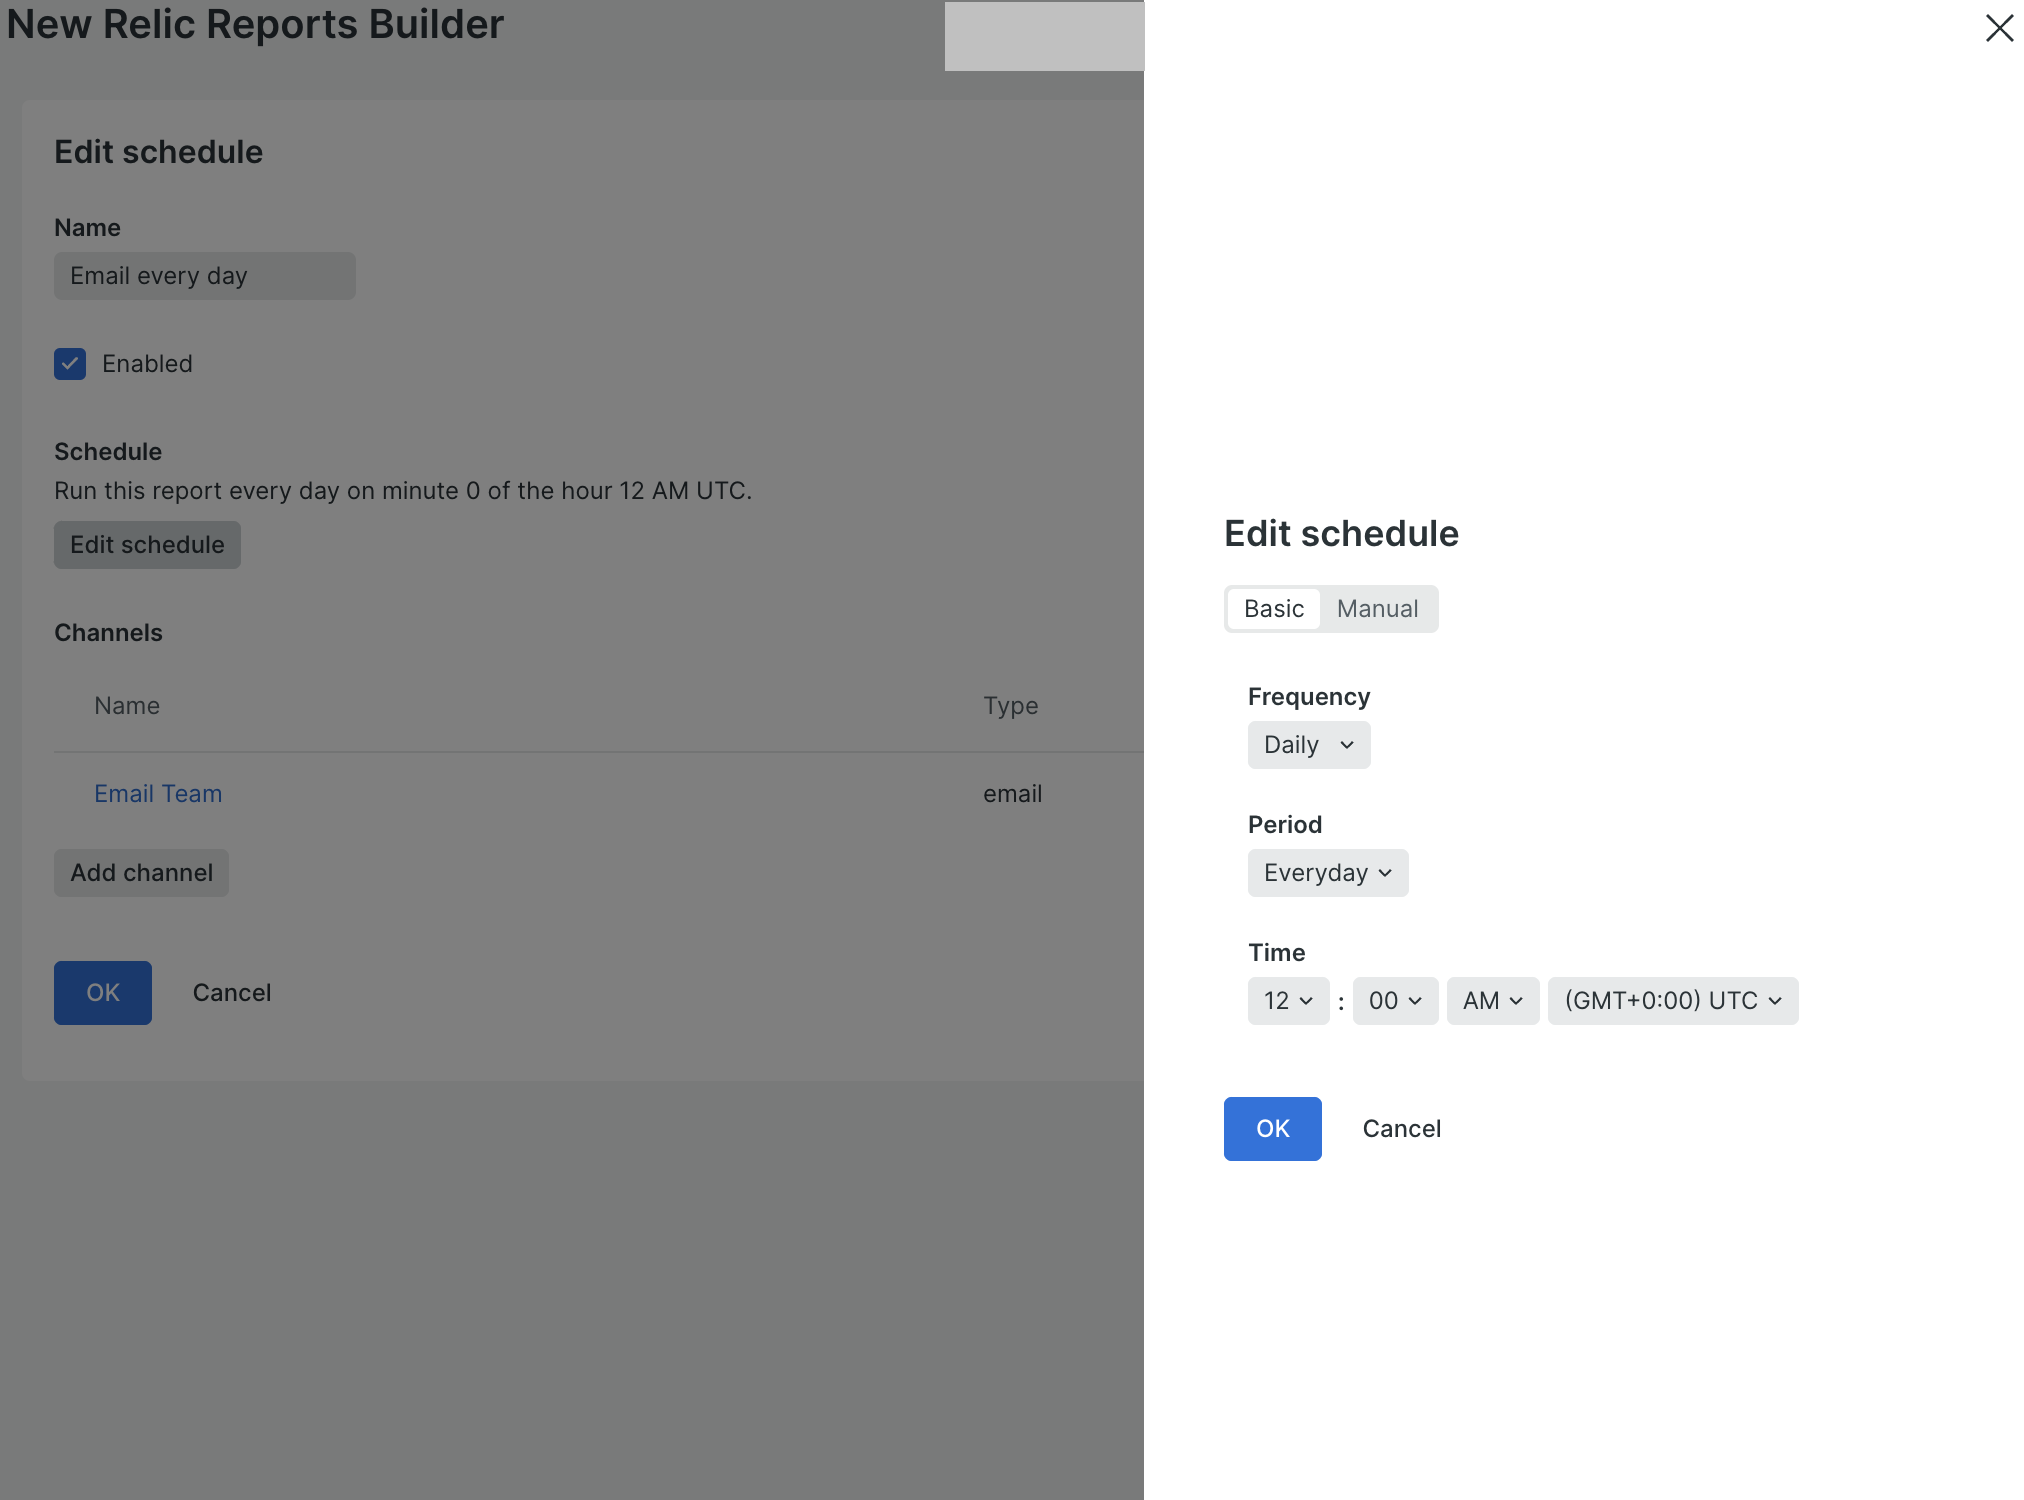 New Relic Reports Builder
Edit schedule
Name
Email every day
Enabled
Schedule
Run this report every day on minute 0 of the hour 12 AM UTC.
Edit schedule
Channels
Name Type
Email Team email
Add channel
OK Cancel
Edit schedule
Basic Manual
Frequency
Daily
Period
Everyday
Time
12 : 00 AM (GMT+0:00) UTC
OK Cancel